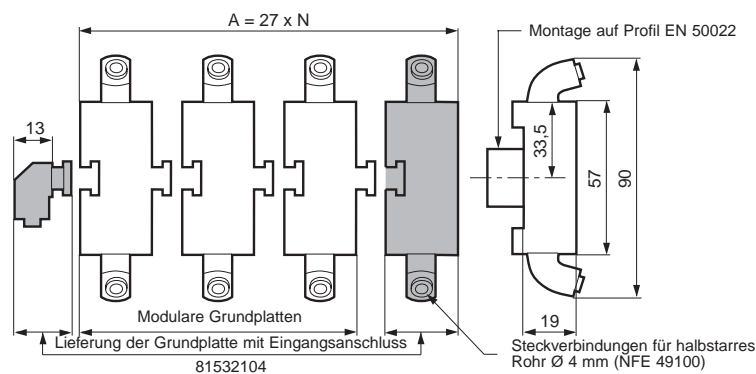 A = 27 x N
Montage auf Profil EN 50022
13
33,5
57
90
Modulare Grundplatten
19
Lieferung der Grundplatte mit Eingangsanschluss
81532104
Steckverbindungen für halbstarres
Rohr Ø 4 mm (NFE 49100)